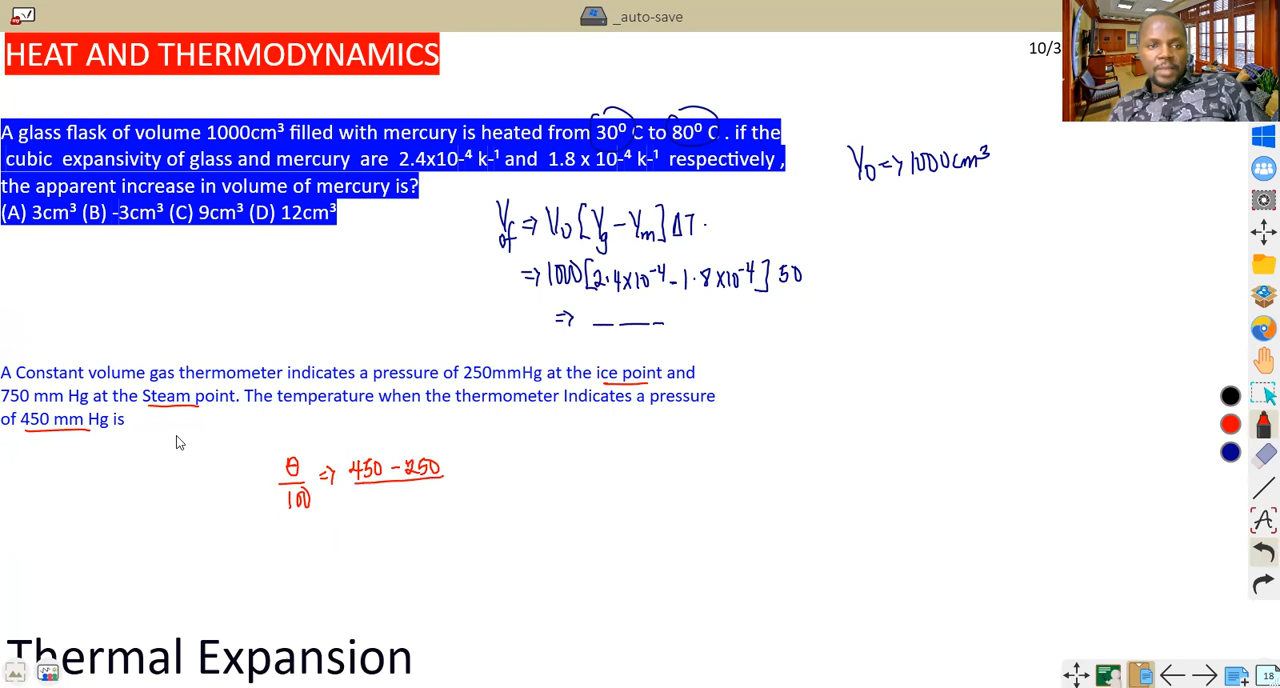 _auto-save
HEAT AND THERMODYNAMICS
10/3
A glass flask of volume 1000cm³ filled with mercury is heated from 30⁰ C to 80⁰ C . if the
cubic expansivity of glass and mercury are 2.4x10-⁴ k-¹ and 1.8 x 10-⁴ k-¹ respectively ,
the apparent increase in volume of mercury is?
(A) 3cm³ (B) -3cm³ (C) 9cm³ (D) 12cm³
V₀ => 1000cm³
Vof => V₀ [γg - γm] ΔT.
=> 1000 [2.4x10⁻⁴ - 1.8x10⁻⁴] 50
=> _ _ _
A Constant volume gas thermometer indicates a pressure of 250mmHg at the ice point and
750 mm Hg at the Steam point. The temperature when the thermometer Indicates a pressure
of 450 mm Hg is
θ/100 => 450 - 250
Thermal Expansion
18